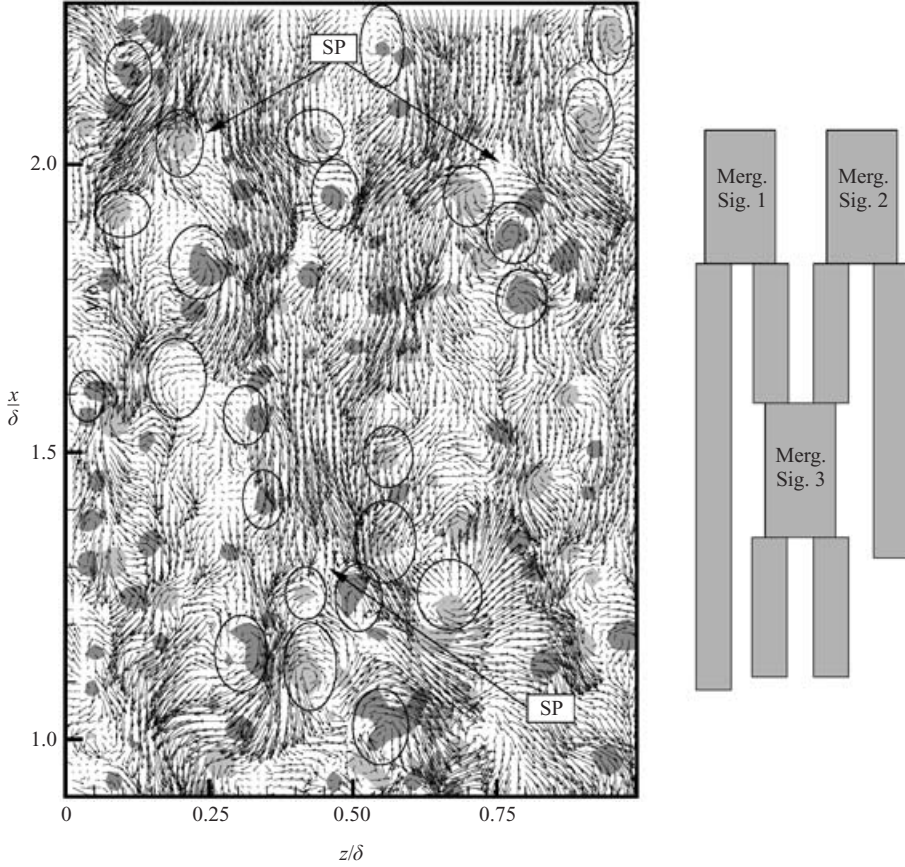 SP
2.0
Merg.
Sig. 1
Merg.
Sig. 2
x
δ
1.5
Merg.
Sig. 3
SP
1.0
0
0.25
0.50
0.75
z/δ